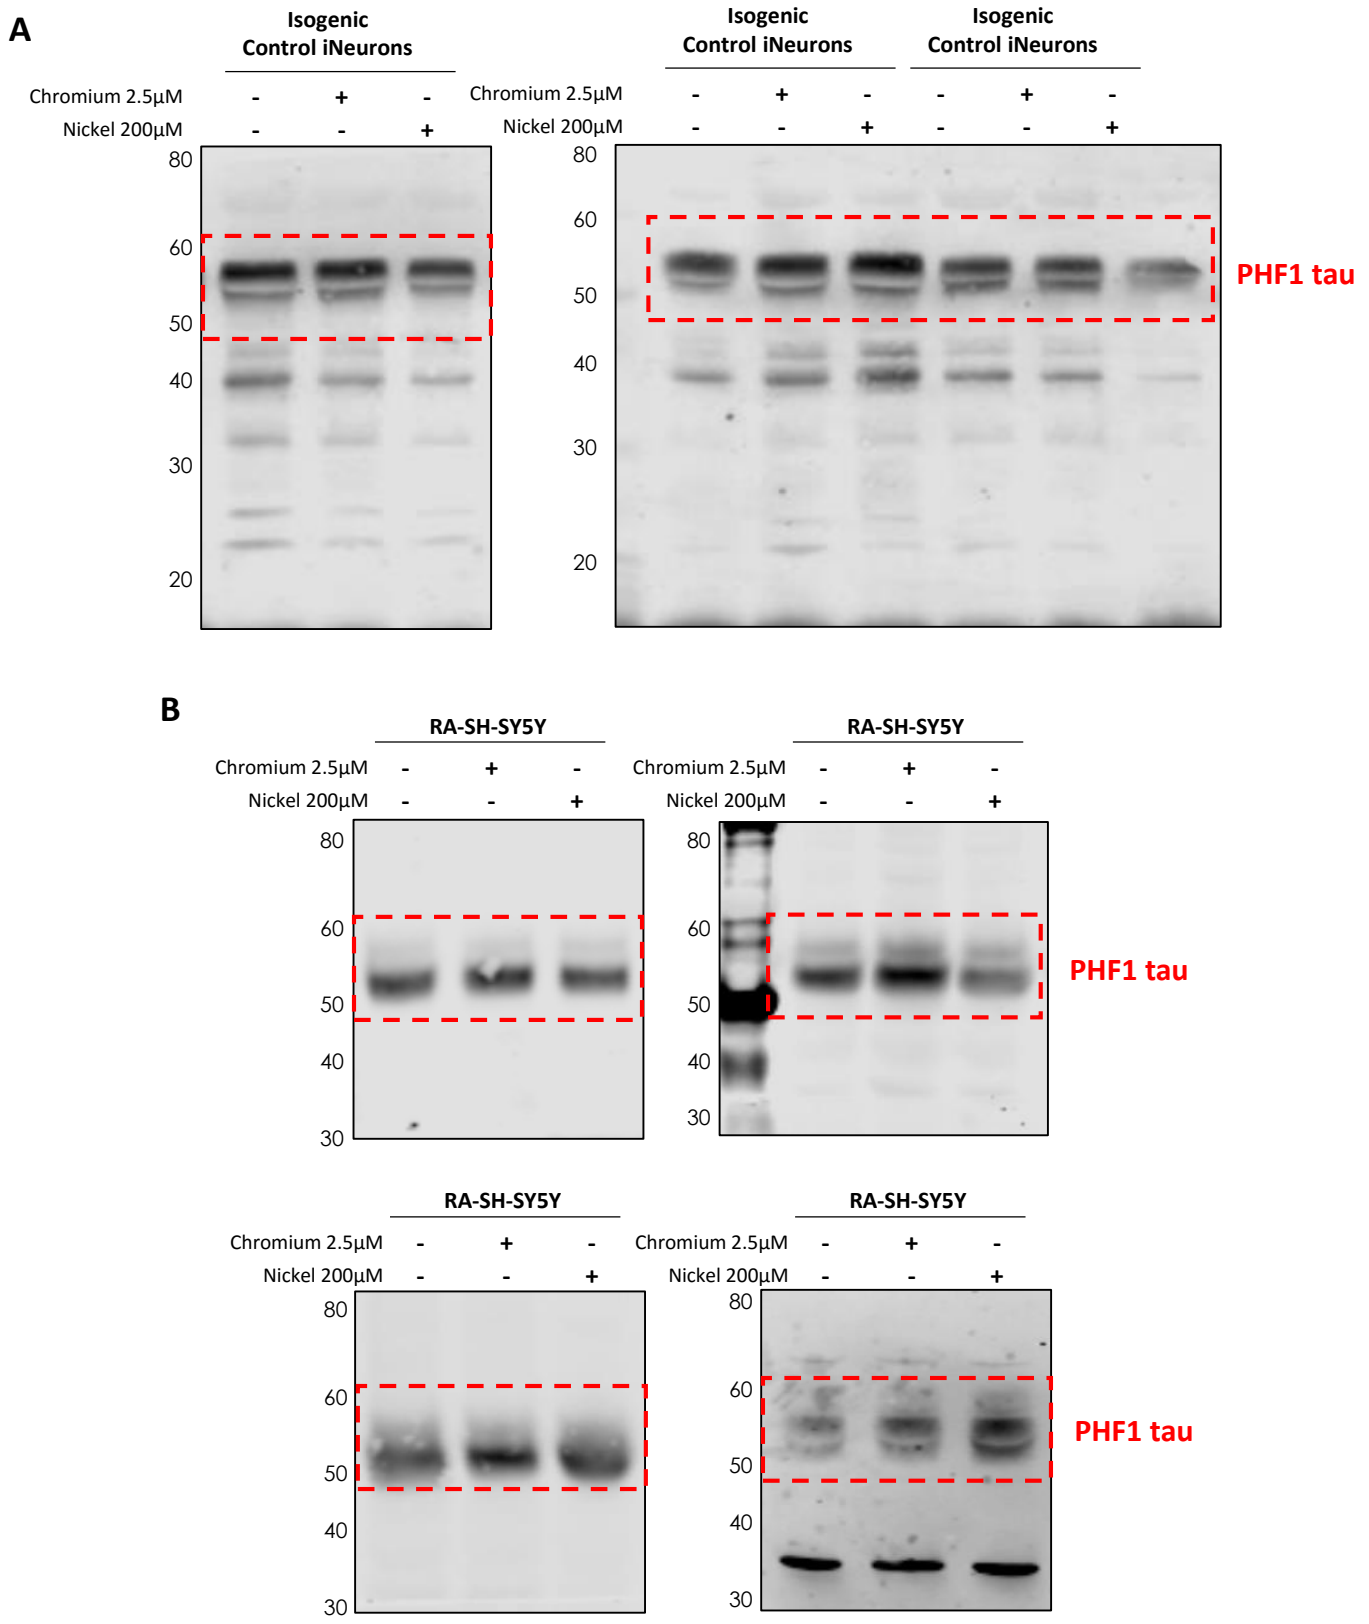 A
Isogenic
Control iNeurons
Chromium 2.5µM - + -
Nickel 200µM - - +
80
60
50
40
30
20
Isogenic
Control iNeurons
Isogenic
Control iNeurons
Chromium 2.5µM - + - - + -
Nickel 200µM - - + - - +
80
60
50
40
30
20
PHF1 tau
B
RA-SH-SY5Y
Chromium 2.5µM - + -
Nickel 200µM - - +
80
60
50
40
30
RA-SH-SY5Y
Chromium 2.5µM - + -
Nickel 200µM - - +
80
60
50
40
30
PHF1 tau
RA-SH-SY5Y
Chromium 2.5µM - + -
Nickel 200µM - - +
80
60
50
40
30
RA-SH-SY5Y
Chromium 2.5µM - + -
Nickel 200µM - - +
80
60
50
40
30
PHF1 tau